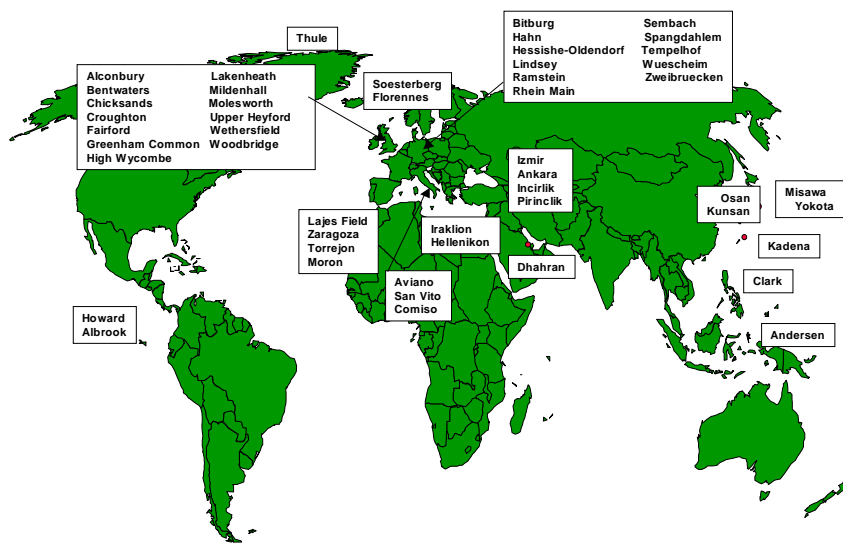 Thule
Alconbury Lakenheath
Bentwaters Mildenhall
Chicksands Molesworth
Croughton Upper Heyford
Fairford Wethersfield
Greenham Common Woodbridge
High Wycombe
Soesterberg
Florennes
Bitburg Sembach
Hahn Spangdahlem
Hessishe-Oldendorf Tempelhof
Lindsey Wuescheim
Ramstein Zweibruecken
Rhein Main
Izmir
Ankara
Incirlik
Pirinclik
Osan
Kunsan
Misawa
Yokota
Lajes Field
Zaragoza
Torrejon
Moron
Iraklion
Hellenikon
Kadena
Dhahran
Clark
Aviano
San Vito
Comiso
Howard
Albrook
Andersen